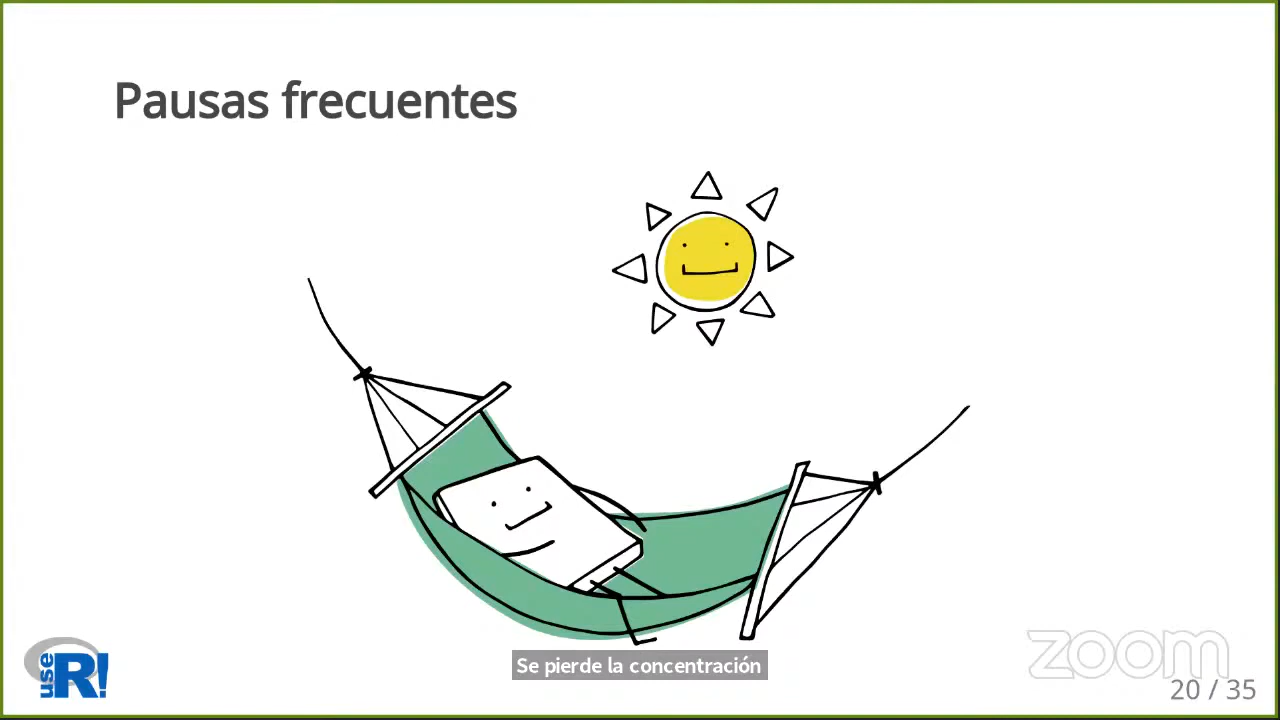 Pausas frecuentes
use
R!
Se pierde la concentración
zoom
20 / 35